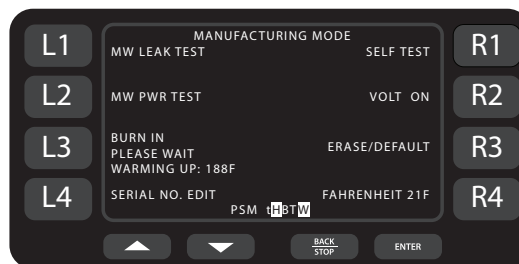 MANUFACTURING MODE
L1 MW LEAK TEST SELF TEST R1
L2 MW PWR TEST VOLT ON R2
BURN IN
L3 PLEASE WAIT ERASE/DEFAULT R3
WARMING UP: 188F
L4 SERIAL NO. EDIT FAHRENHEIT 21F R4
PSM tHBTW
BACK
STOP
ENTER